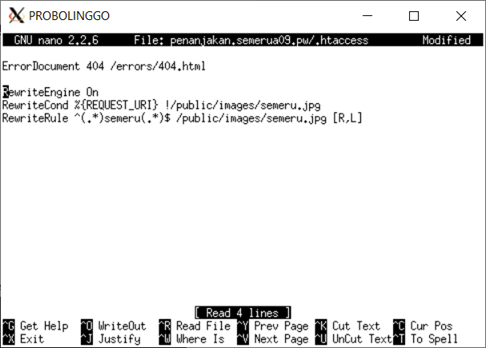 PROBOLINGGO
GNU nano 2.2.6 File: penanjakan.semerua09.pw/.htaccess Modified
ErrorDocument 404 /errors/404.html
RewriteEngine On
RewriteCond %{REQUEST_URI} !/public/images/semeru.jpg
RewriteRule ^(.*)semeru(.*)$ /public/images/semeru.jpg [R,L]
[ Read 4 lines ]
^G Get Help ^O WriteOut ^R Read File ^Y Prev Page ^K Cut Text ^C Cur Pos
^X Exit ^J Justify ^W Where Is ^V Next Page ^U UnCut Text ^T To Spell